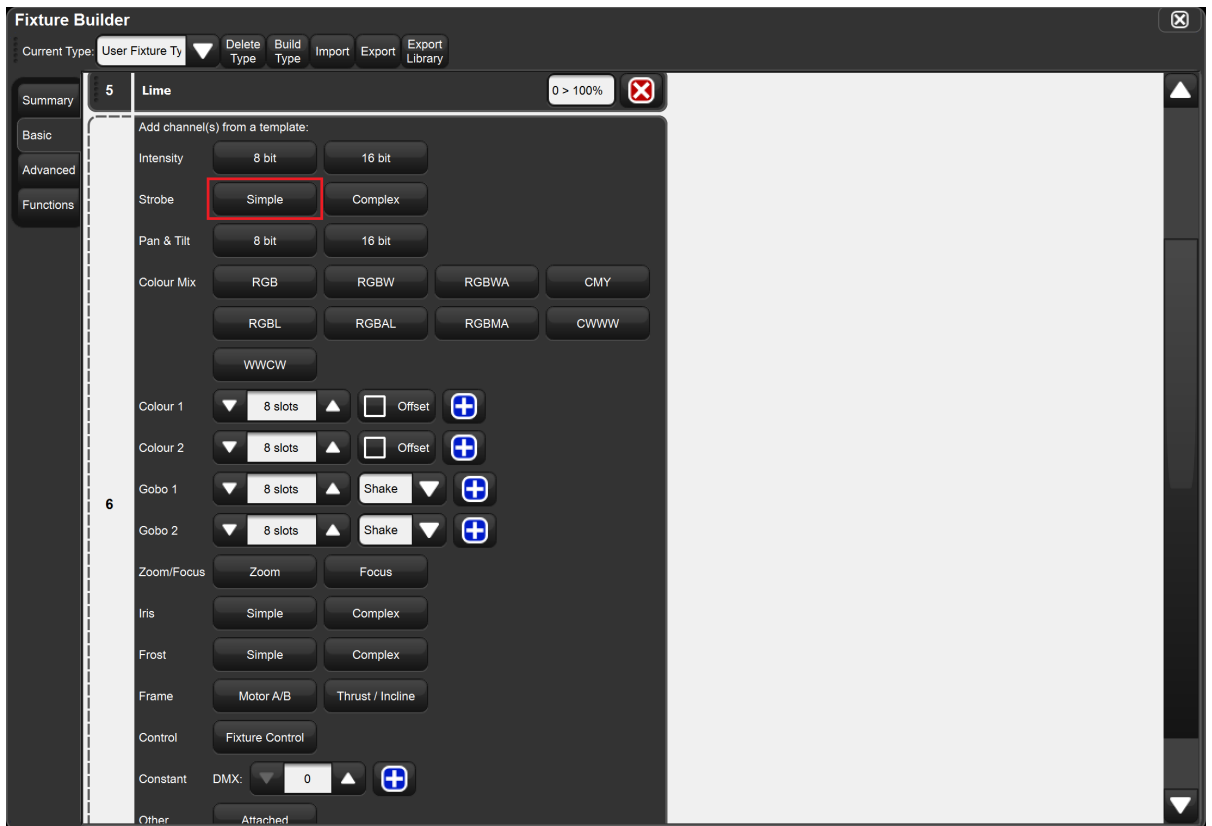 Fixture Builder
Current Type: User Fixture Ty Delete Type Build Type Import Export Export Library
Summary
Basic
Advanced
Functions
5 Lime 0 > 100%
Add channel(s) from a template:
Intensity 8 bit 16 bit
Strobe Simple Complex
Pan & Tilt 8 bit 16 bit
Colour Mix RGB RGBW RGBWA CMY
RGBL RGBAL RGBMA CWWW
WWCW
Colour 1 8 slots Offset
Colour 2 8 slots Offset
6
Gobo 1 8 slots Shake
Gobo 2 8 slots Shake
Zoom/Focus Zoom Focus
Iris Simple Complex
Frost Simple Complex
Frame Motor A/B Thrust / Incline
Control Fixture Control
Constant DMX: 0
Other Attached